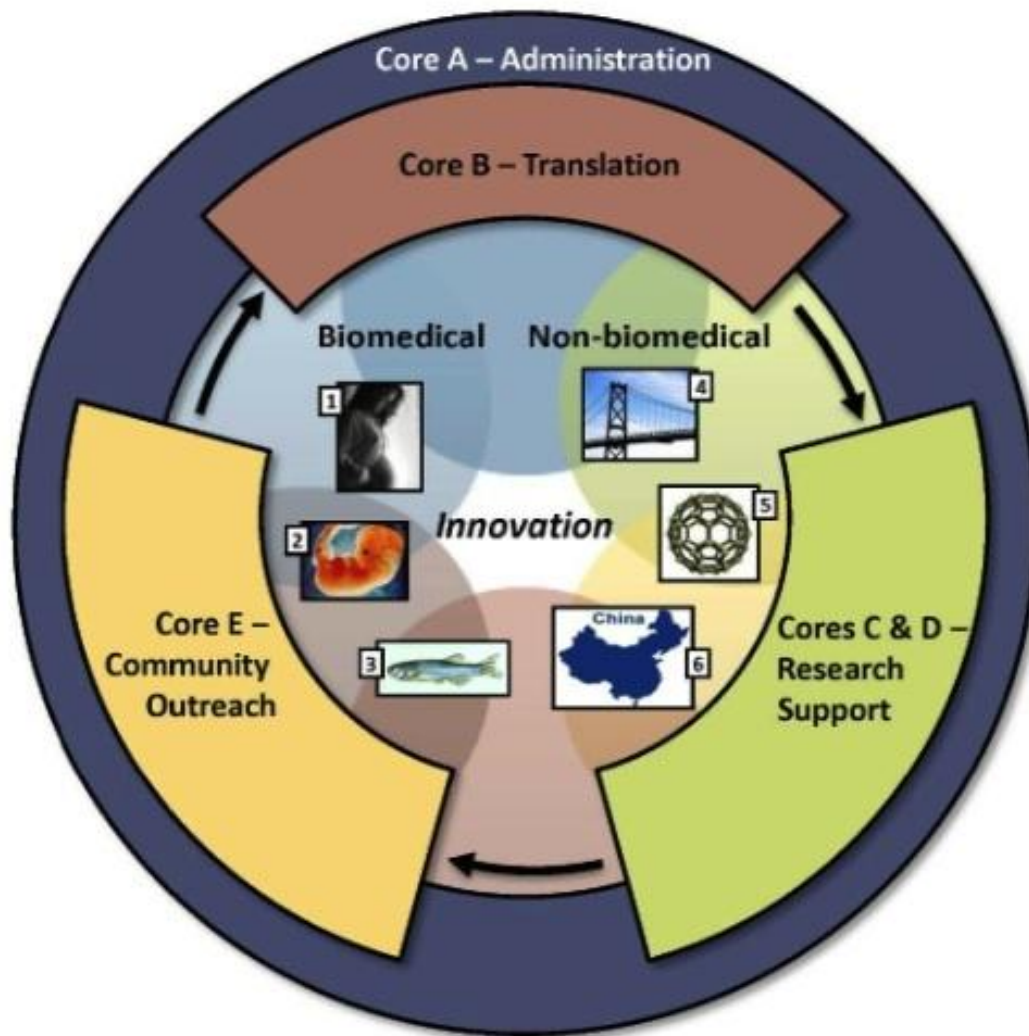 Core A – Administration
Core B – Translation
Biomedical
Non-biomedical
1
4
Innovation
5
2
China
Core E –
Community
Outreach
Cores C & D –
Research
Support
3
6